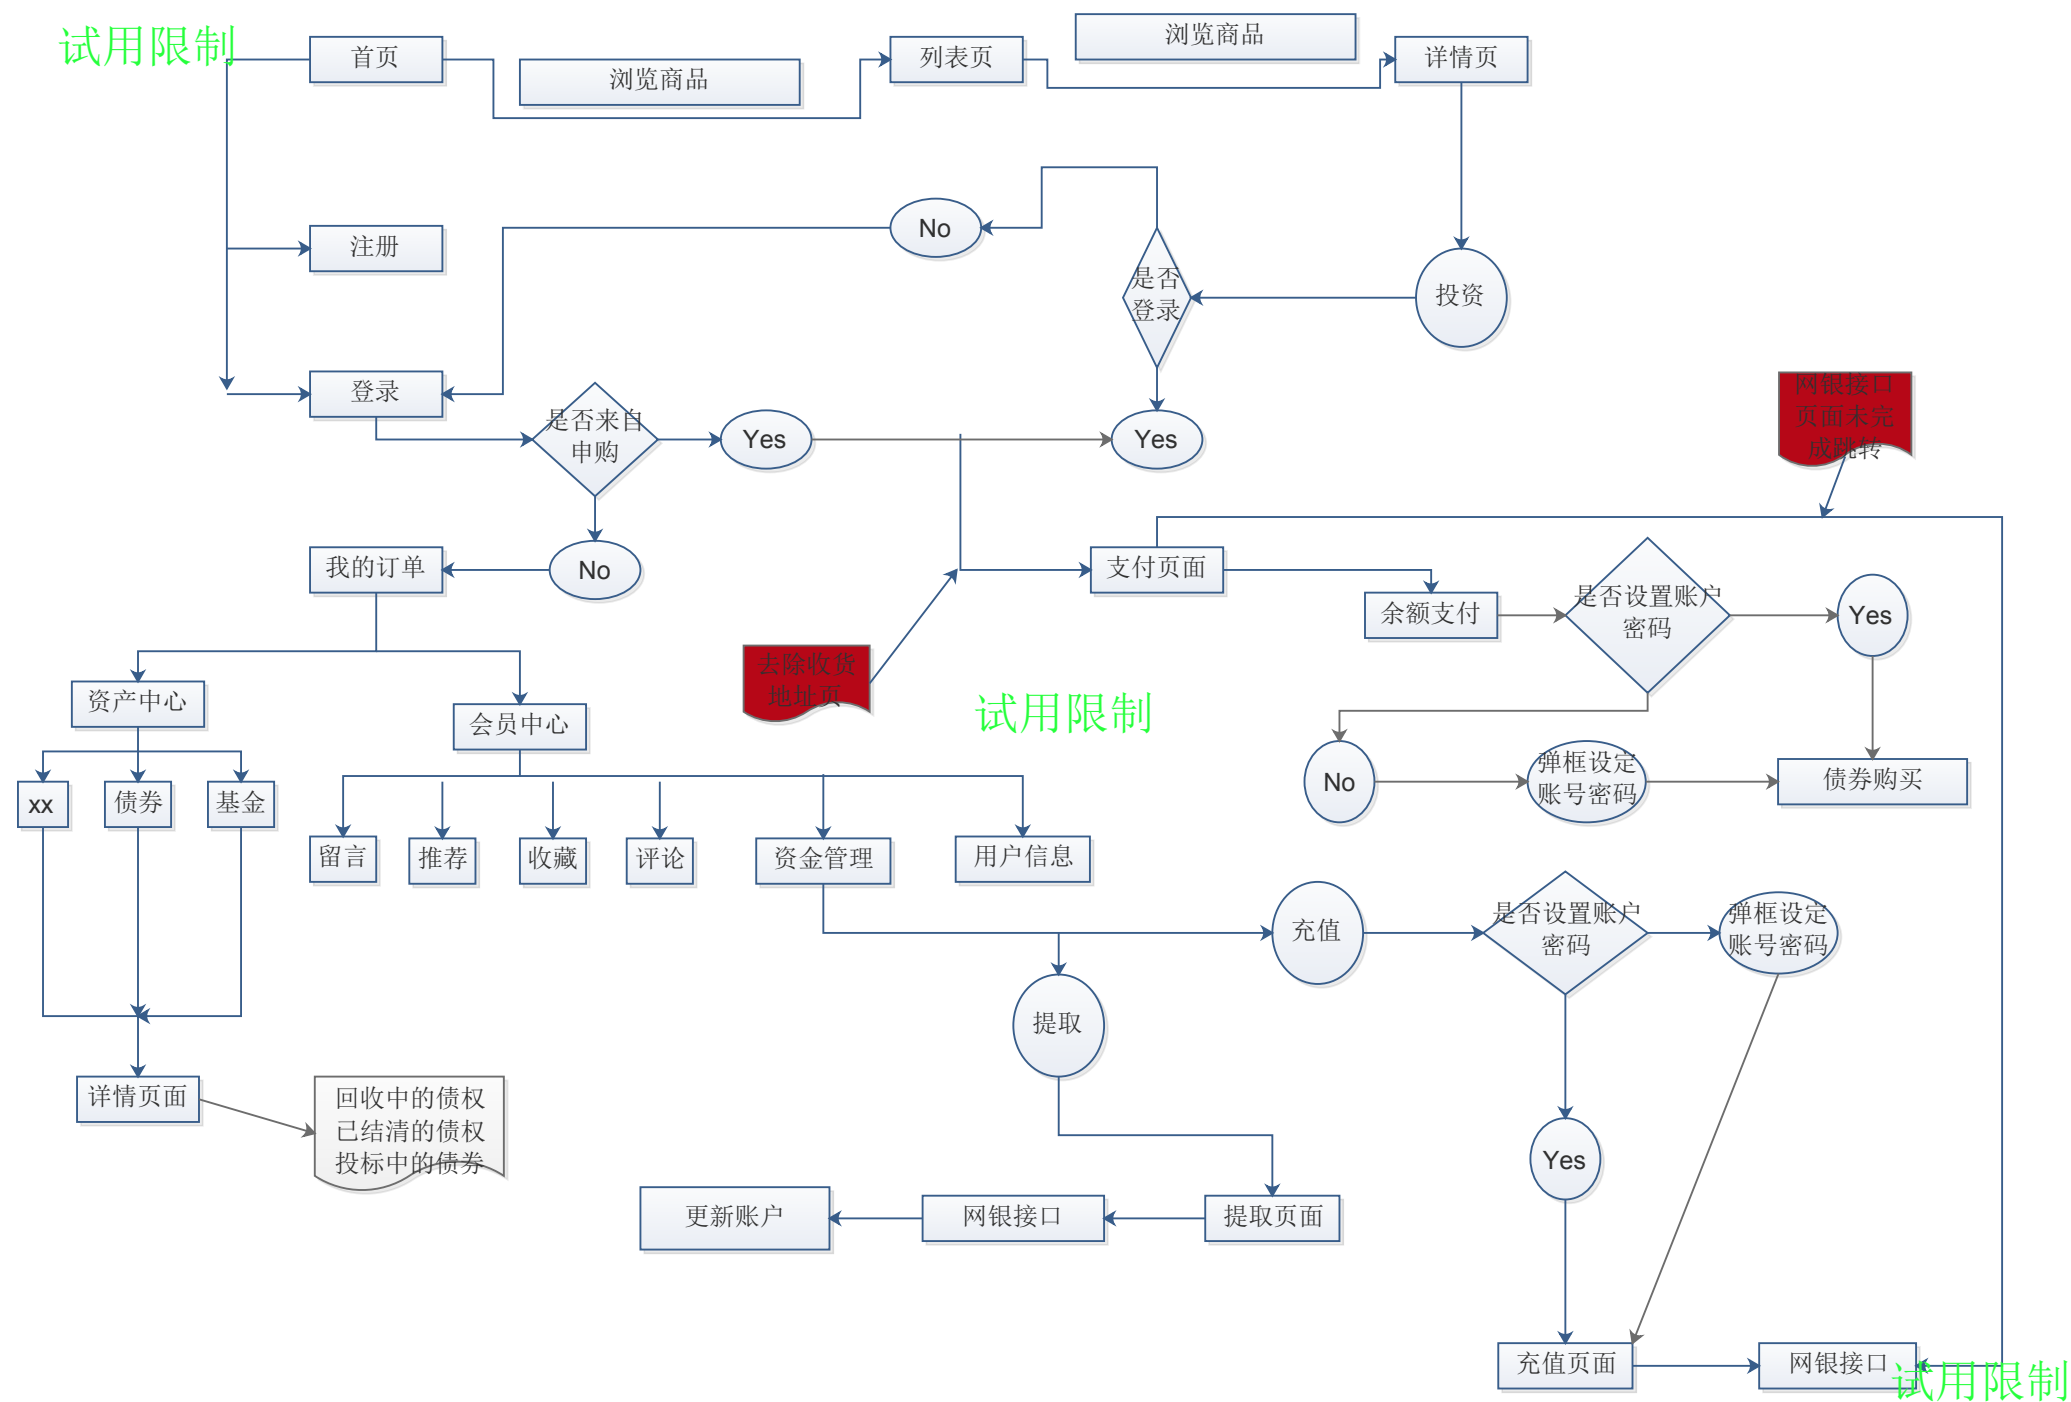 试用限制
首页
浏览商品
列表页
浏览商品
详情页
注册
No
是否
登录
投资
登录
是否来自
申购
Yes
Yes
网银接口
页面未完
成跳转
我的订单
No
支付页面
余额支付
是否设置账户
密码
Yes
去除收货
地址页
试用限制
资产中心
会员中心
No
弹框设定
账号密码
债券购买
xx
债券
基金
留言
推荐
收藏
评论
资金管理
用户信息
充值
是否设置账户
密码
弹框设定
账号密码
提取
详情页面
回收中的债权
已结清的债权
投标中的债券
Yes
更新账户
网银接口
提取页面
充值页面
网银接口
试用限制